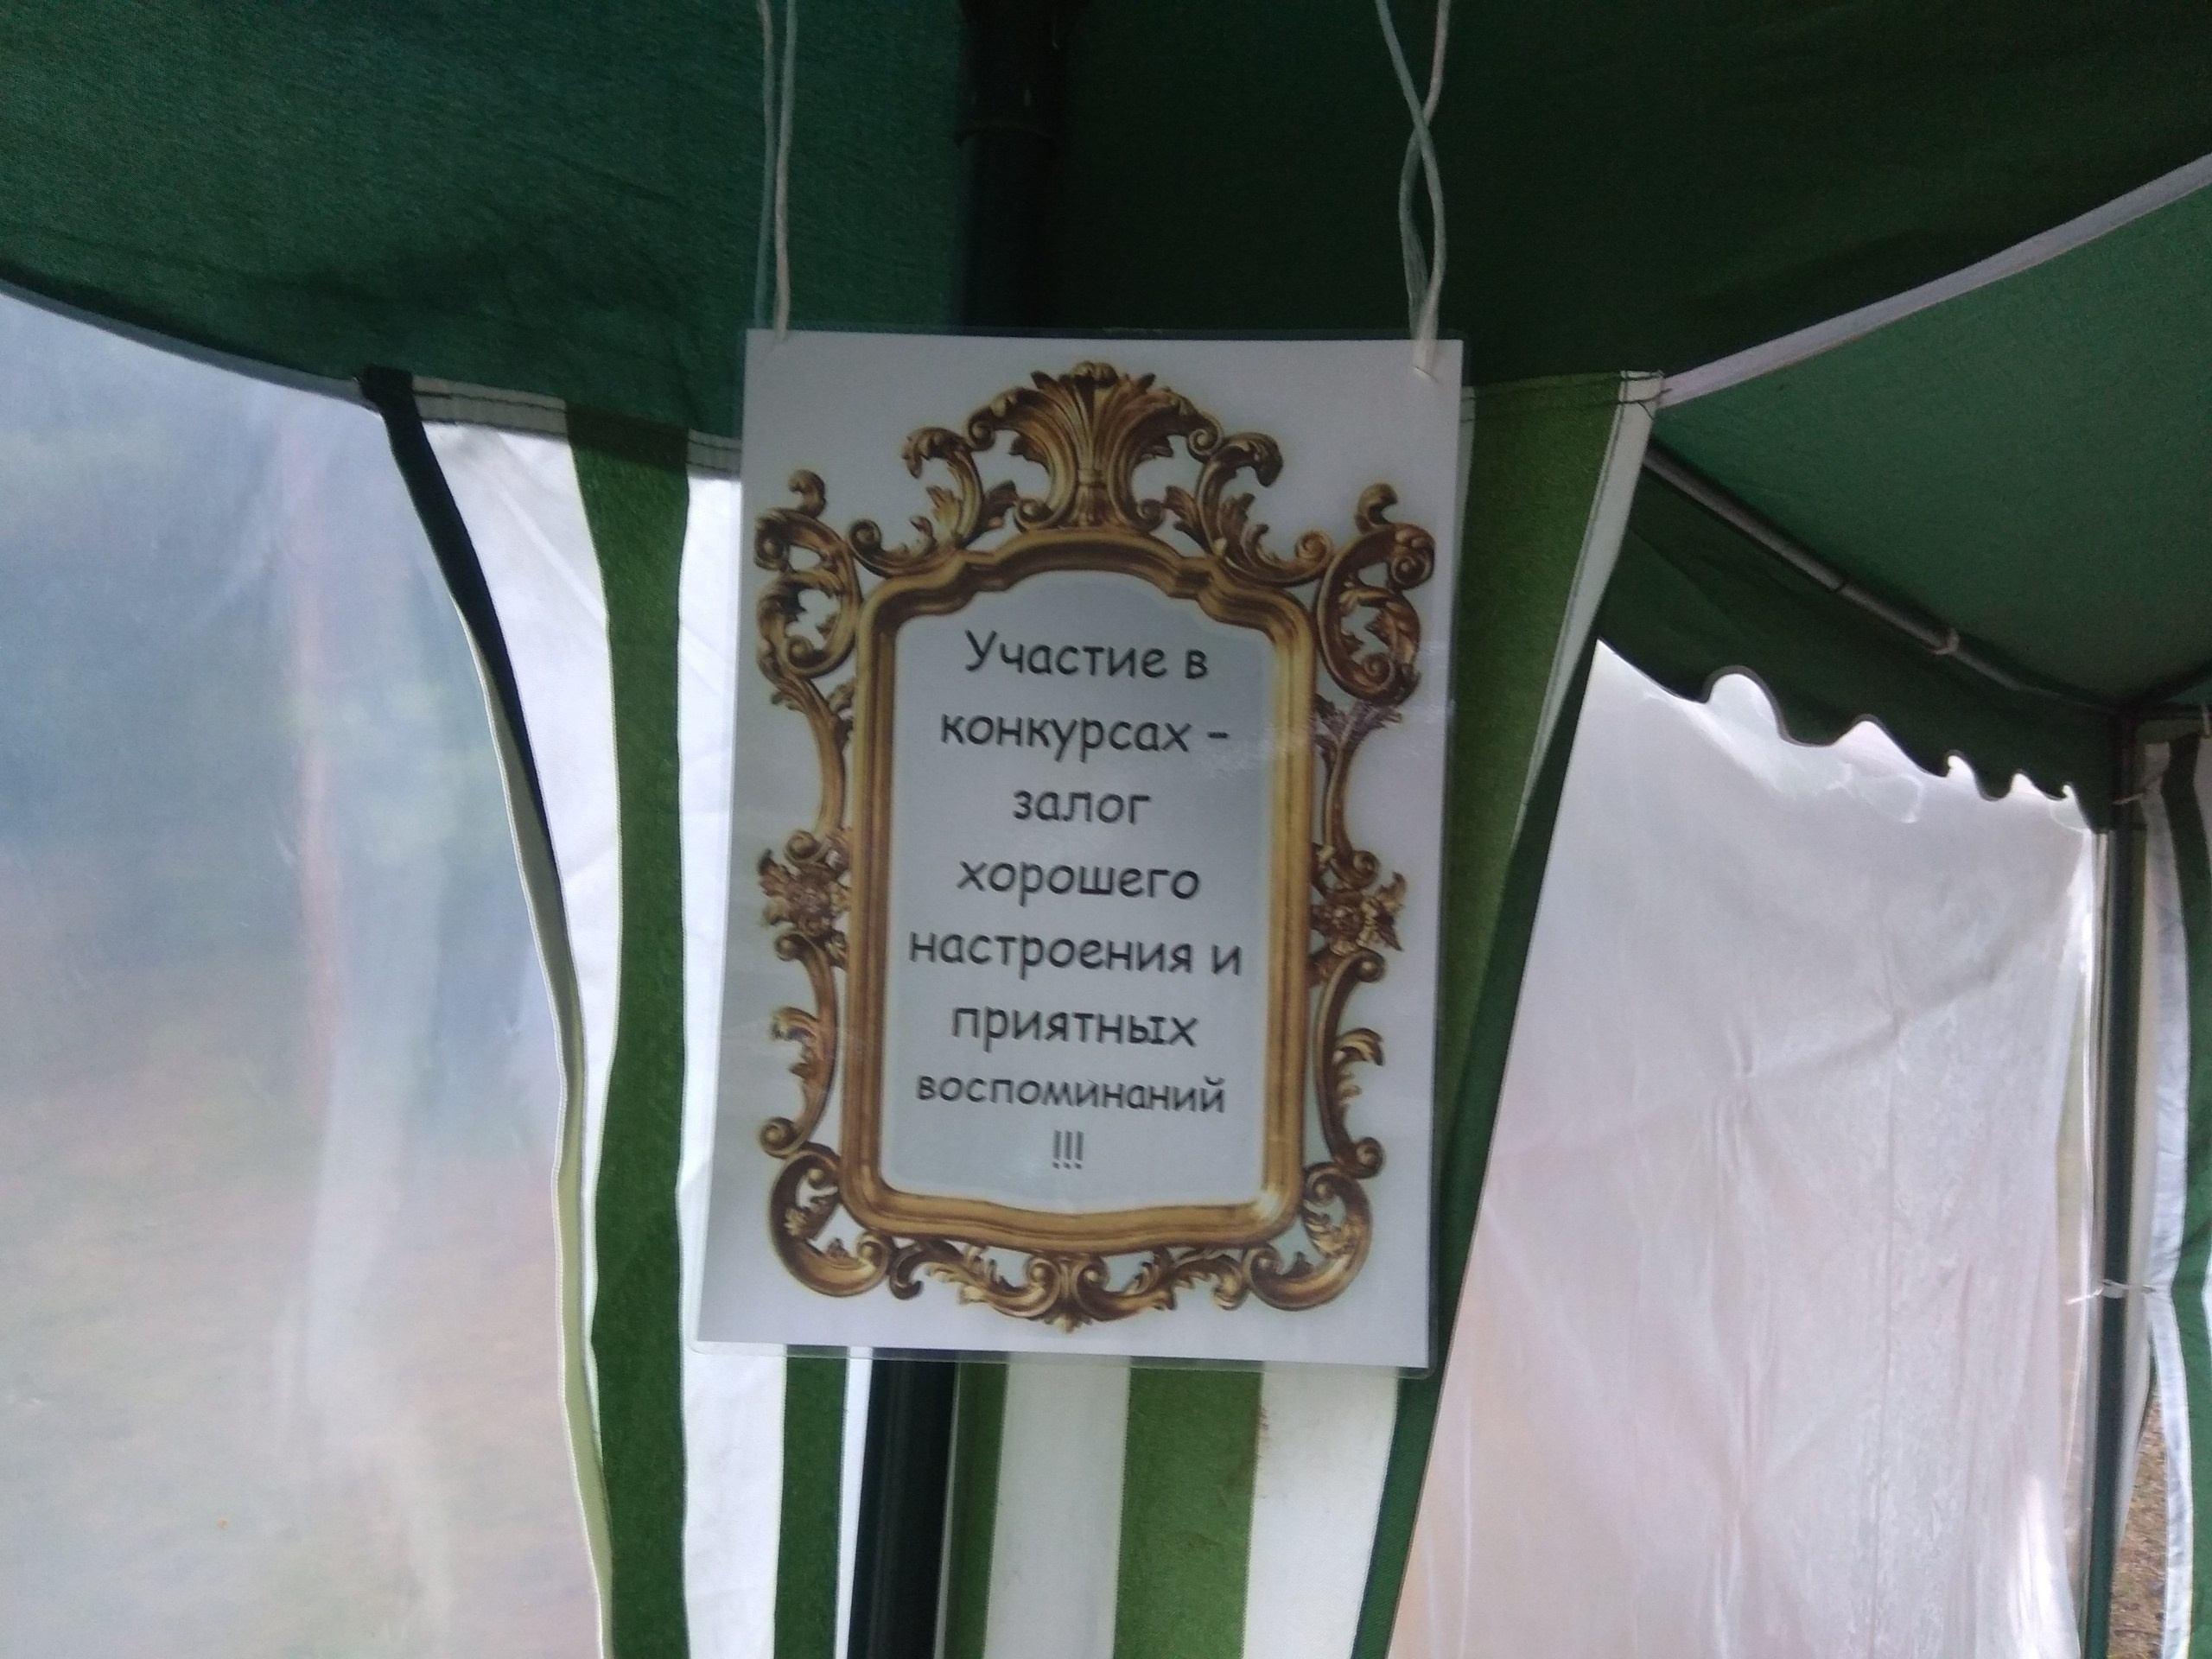 Участие в
конкурсах –
залог
хорошего
настроения и
приятных
воспоминаний
!!!